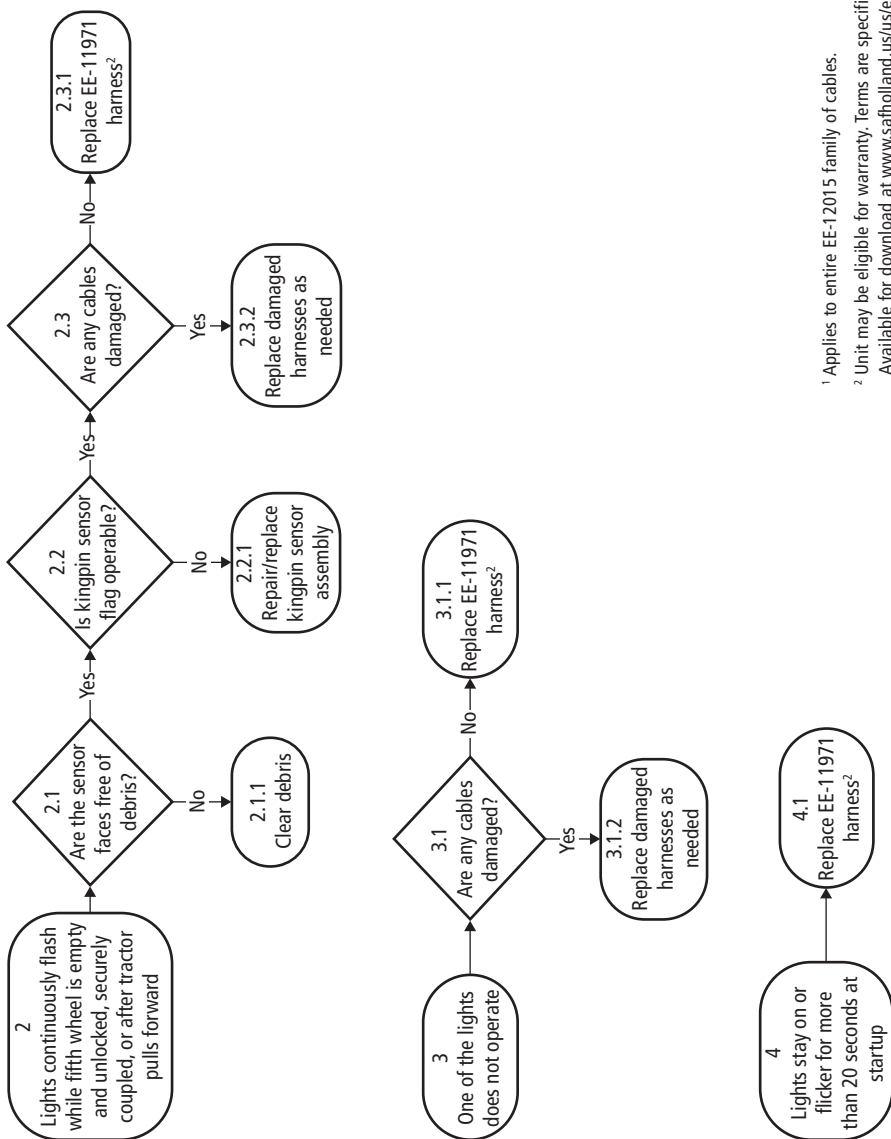 2
Lights continuously flash
while fifth wheel is empty
and unlocked, securely
coupled, or after tractor
pulls forward
2.1
Are the sensor
faces free of
debris?
No
2.1.1
Clear debris
Yes
2.2
Is kingpin sensor
flag operable?
No
2.2.1
Repair/replace
kingpin sensor
assembly
Yes
2.3
Are any cables
damaged?
Yes
2.3.2
Replace damaged
harnesses as
needed
No
2.3.1
Replace EE-11971
harness²
3
One of the lights
does not operate
3.1
Are any cables
damaged?
Yes
3.1.2
Replace damaged
harnesses as
needed
No
3.1.1
Replace EE-11971
harness²
4
Lights stay on or
flicker for more
than 20 seconds at
startup
4.1
Replace EE-11971
harness²
¹ Applies to entire EE-12015 family of cables.
² Unit may be eligible for warranty. Terms are
Available for download at